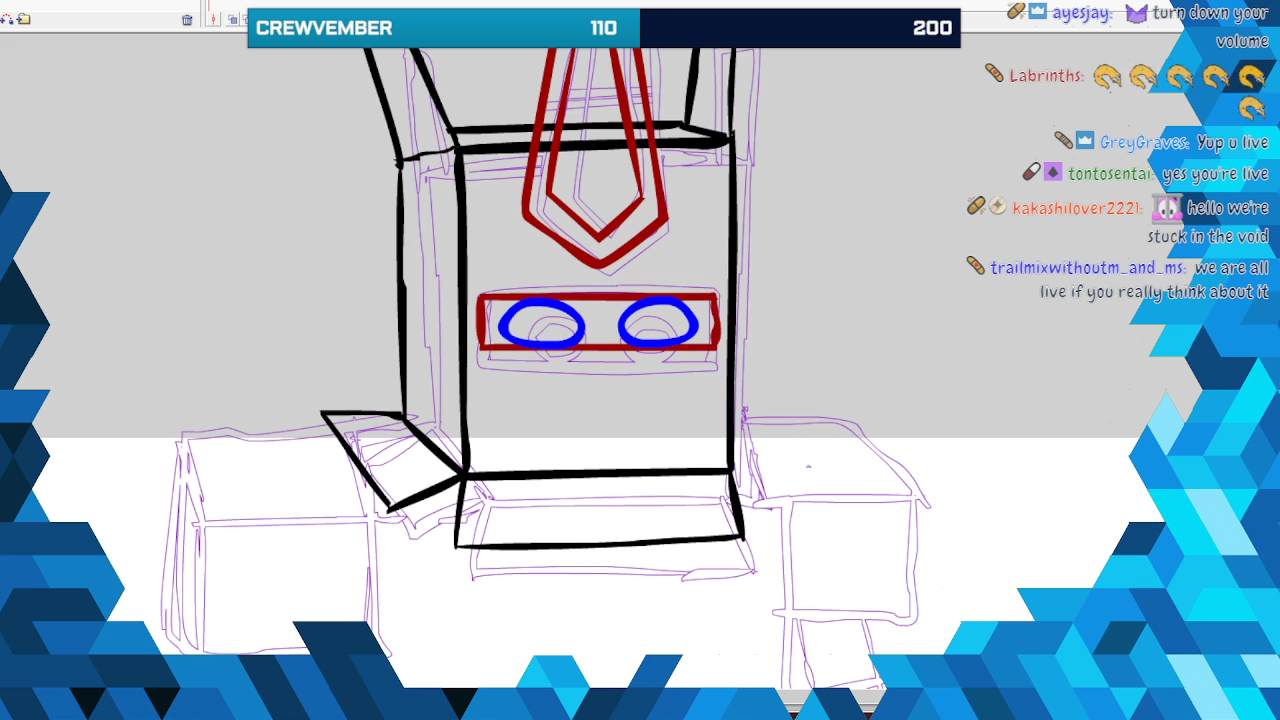 CREWVEMBER 110 200
ayesjay: turn down your
volume
Labrinths:
GreyGraves: Yup u live
tontosentai: yes you're live
kakashilover2221: hello we're
stuck in the void
trailmixwithoutm_and_ms: we are all
live if you really think about it